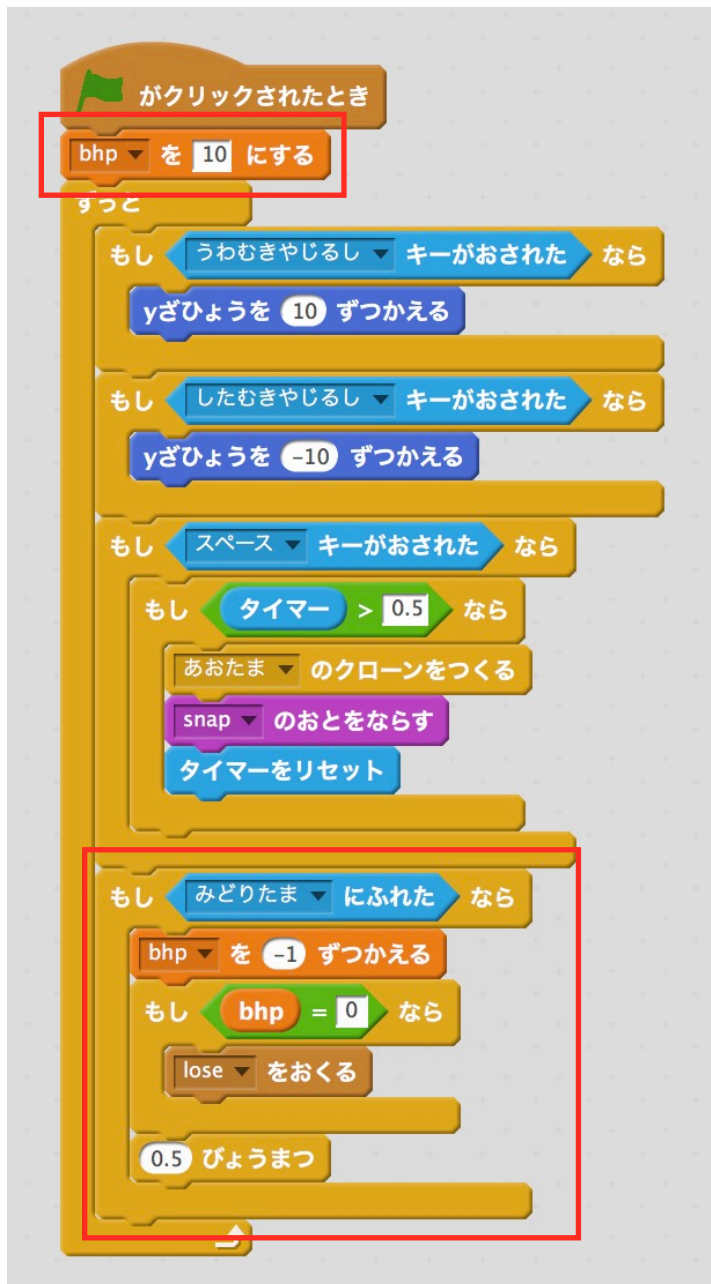 がクリックされたとき
bhp を 10 にする
ずっと
もし うわむきやじるし キーがおされた なら
yざひょうを 10 ずつかえる
もし したむきやじるし キーがおされた なら
yざひょうを -10 ずつかえる
もし スペース キーがおされた なら
もし タイマー > 0.5 なら
あおたま のクローンをつくる
snap のおとをならす
タイマーをリセット
もし みどりたま にふれた なら
bhp を -1 ずつかえる
もし bhp = 0 なら
lose をおくる
0.5 びょうまつ